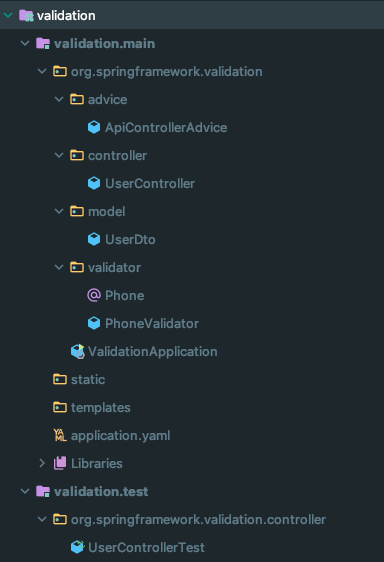 validation
validation.main
org.springframework.validation
advice
ApiControllerAdvice
controller
UserController
model
UserDto
validator
Phone
PhoneValidator
ValidationApplication
static
templates
application.yaml
Libraries
validation.test
org.springframework.validation.controller
UserControllerTest